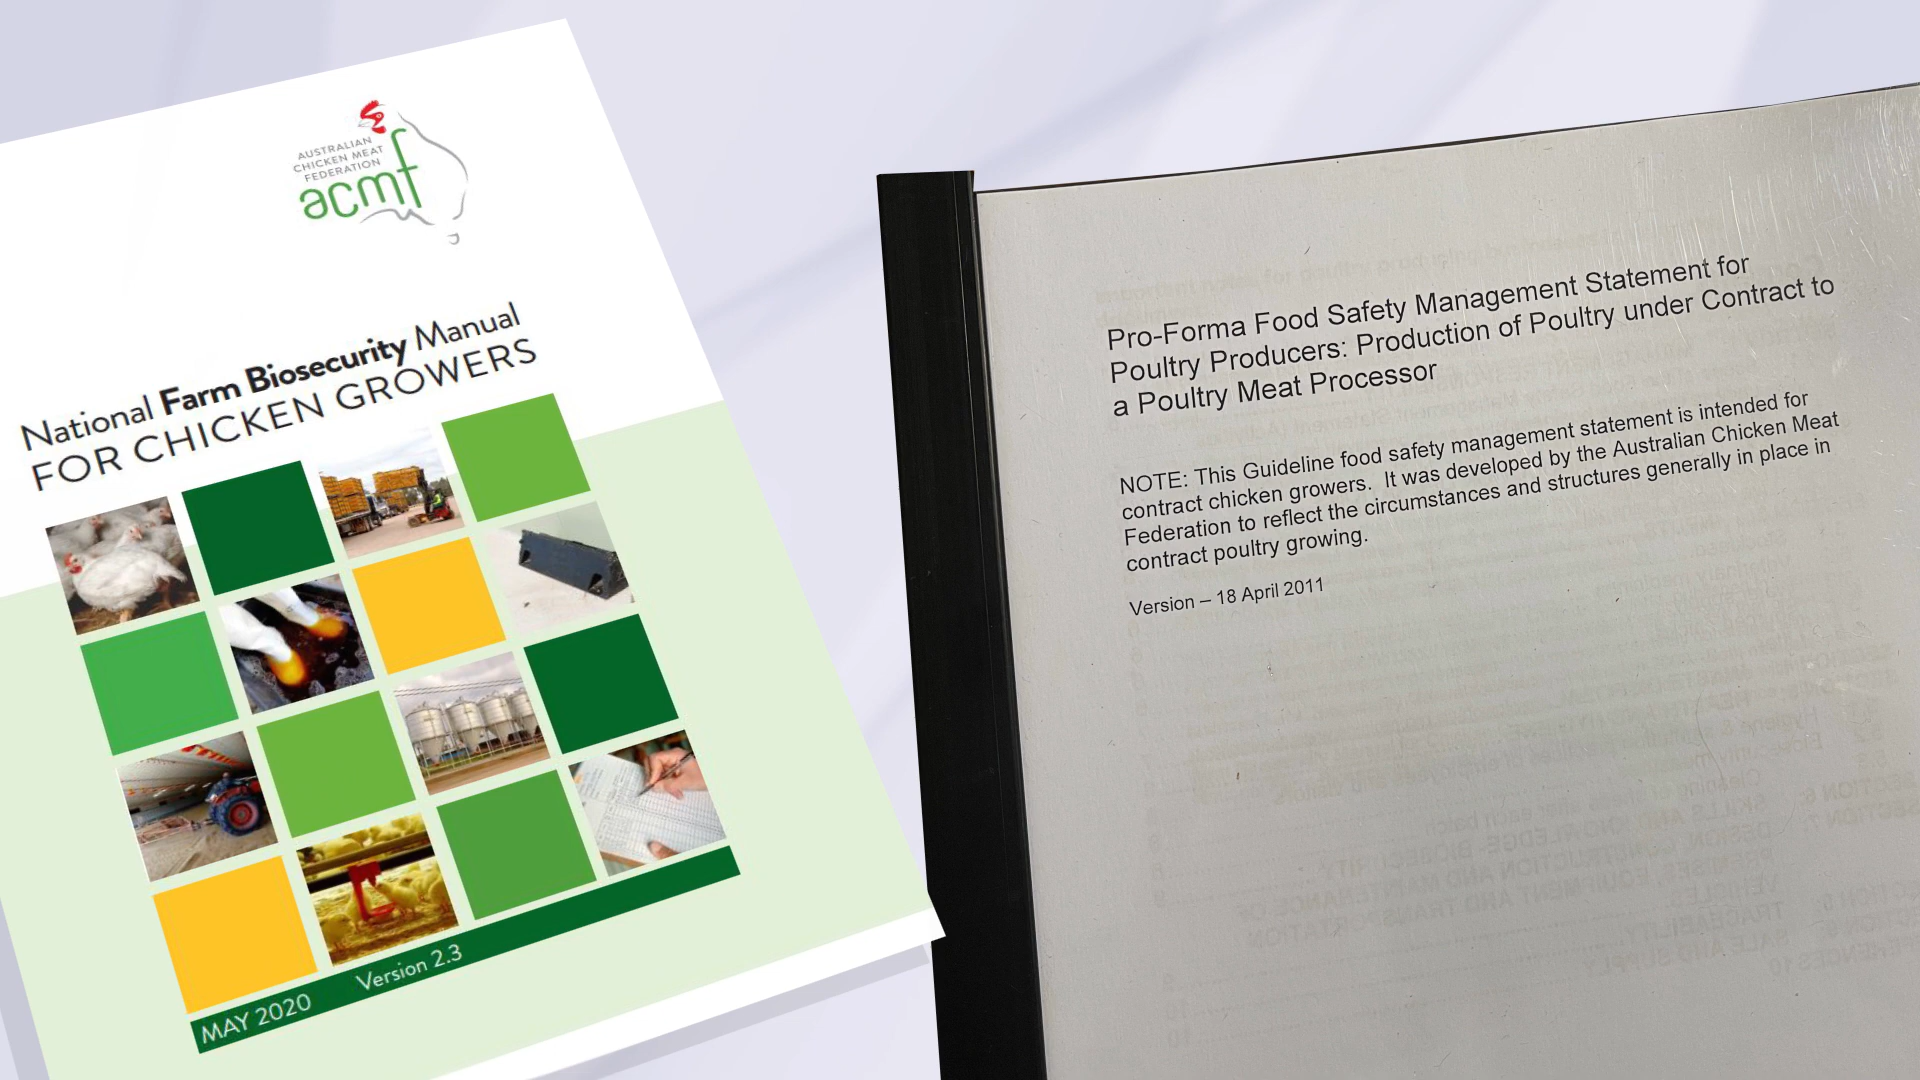 AUSTRALIAN
CHICKEN MEAT
FEDERATION
acmf
National Farm Biosecurity Manual
FOR CHICKEN GROWERS
MAY 2020 Version 2.3
Pro-Forma Food Safety Management Statement for
Poultry Producers: Production of Poultry under Contract to
a Poultry Meat Processor
NOTE: This Guideline food safety management statement is intended for
contract chicken growers. It was developed by the Australian Chicken Meat
Federation to reflect the circumstances and structures generally in place in
contract poultry growing.
Version – 18 April 2011